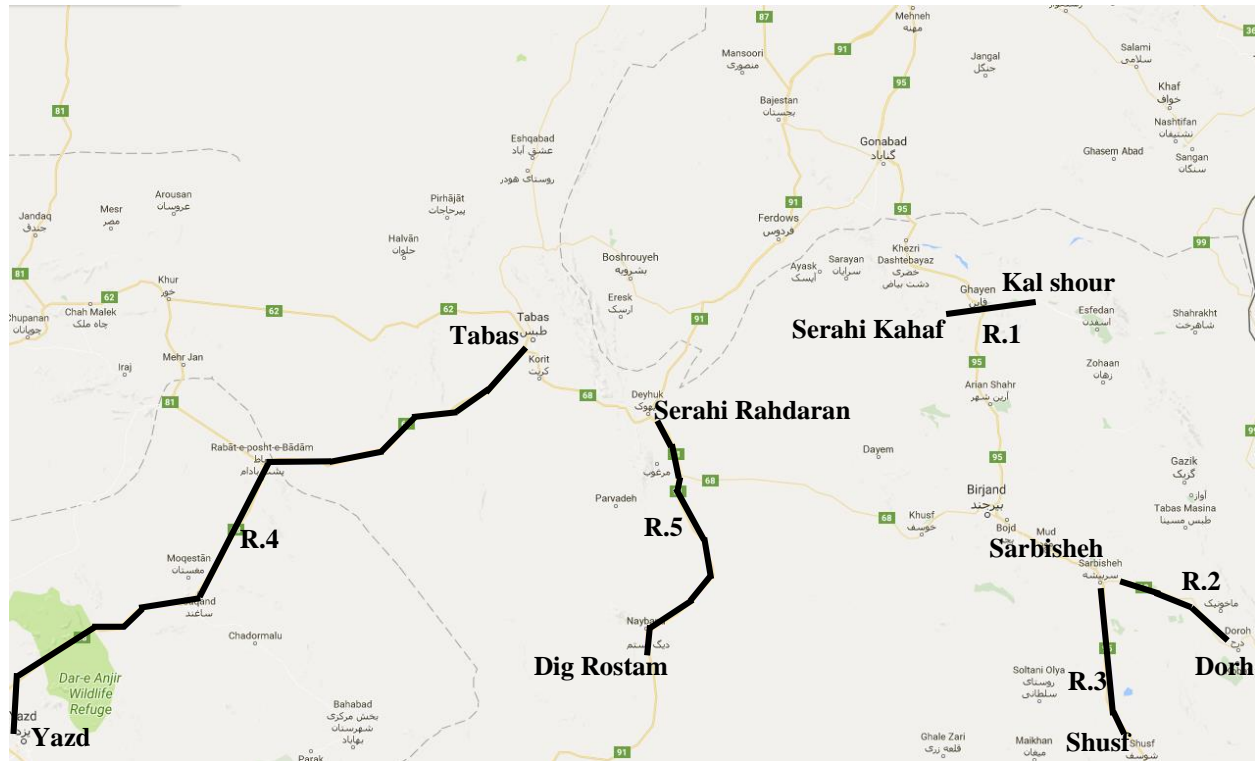 87
Mehneh
مهنه
36
Mansoori
منصوری
91
Salami
سلامی
Jangal
جنگل
95
81
Bajestan
بجستان
Khaf
خواف
Nashtifan
نشتیفان
Eshqabad
عشق آباد
Gonabad
گناباد
Ghasem Abad
Sangan
سنگان
روستای هودر
Arousan
عروسان
Pirhājāt
پیرحاجات
Mesr
مصر
Jandaq
جندق
91
95
Ferdows
فردوس
Halvān
حلوان
Boshrouyeh
بشرویه
Khezri
Dashtebayaz
خضری
دشت بیاض
99
Ayask
آیسک
Sarayan
سرایان
81
Khur
خور
Eresk
ارسک
Ghayen
قاین
Kal shour
62
Chah Malek
چاه ملک
62
62
Chupanan
چوپانان
Tabas
طبس
91
Serahi Kahaf
R.1
Esfedan
اسفدن
Shahrakht
شاهرخت
Tabas
Mehr Jan
Iraj
Korit
کریت
95
Zohaan
زهان
81
68
Deyhuk
دیهوک
Serahi Rahdaran
Arian Shahr
آرین شهر
Rabāt-e-posht-e-Bādām
99
Dayem
95
Gazik
گزیک
مرغوب
68
Parvadeh
Birjand
بیرجند
آواز
Tabas Masina
طبس مسینا
R.4
R.5
Khusf
خوسف
68
Bojd
Mud
Moqestān
مغستان
Sarbisheh
Sarbisheh
سربیشه
R.2
ماخونیک
ساغند
Chadormalu
Doroh
درح
Dig Rostam
Dorh
Soltani Olya
روستای
سلطانی
R.3
Dar-e Anjir
Wildlife
Refuge
Bahabad
بخش مرکزی
شهرستان
بهاباد
Yazd
Parak
91
Ghale Zari
قلعه زری
Maikhan
میغان
Shusf
Shusf
شوسف